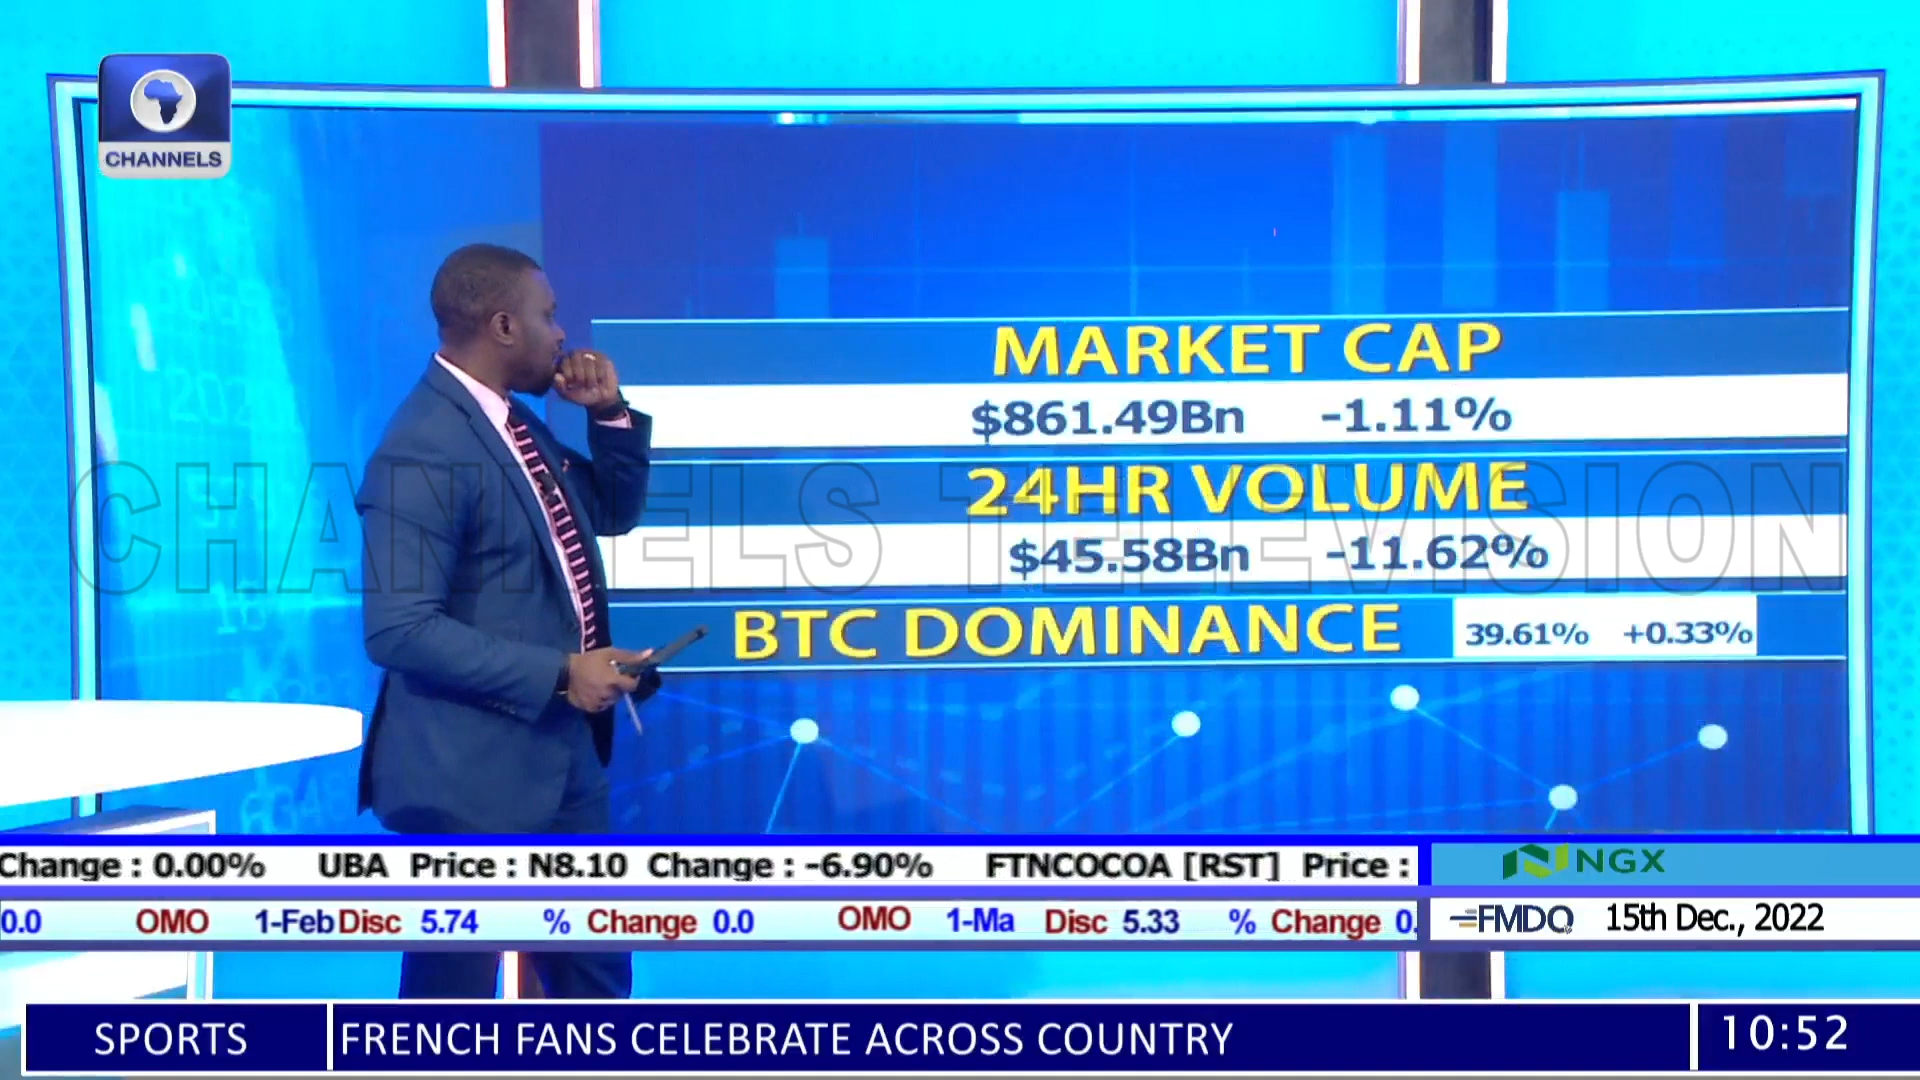 CHANNELS
MARKET CAP
$861.49Bn -1.11%
24HR VOLUME
$45.58Bn -11.62%
BTC DOMINANCE 39.61% +0.33%
CHANNELS TELEVISION
Change : 0.00% UBA Price : N8.10 Change : -6.90% FTNCOCOA [RST] Price : NGX
0.0 OMO 1-Feb Disc 5.74 % Change 0.0 OMO 1-Ma Disc 5.33 % Change 0. FMDQ 15th Dec., 2022
SPORTS FRENCH FANS CELEBRATE ACROSS COUNTRY 10:52